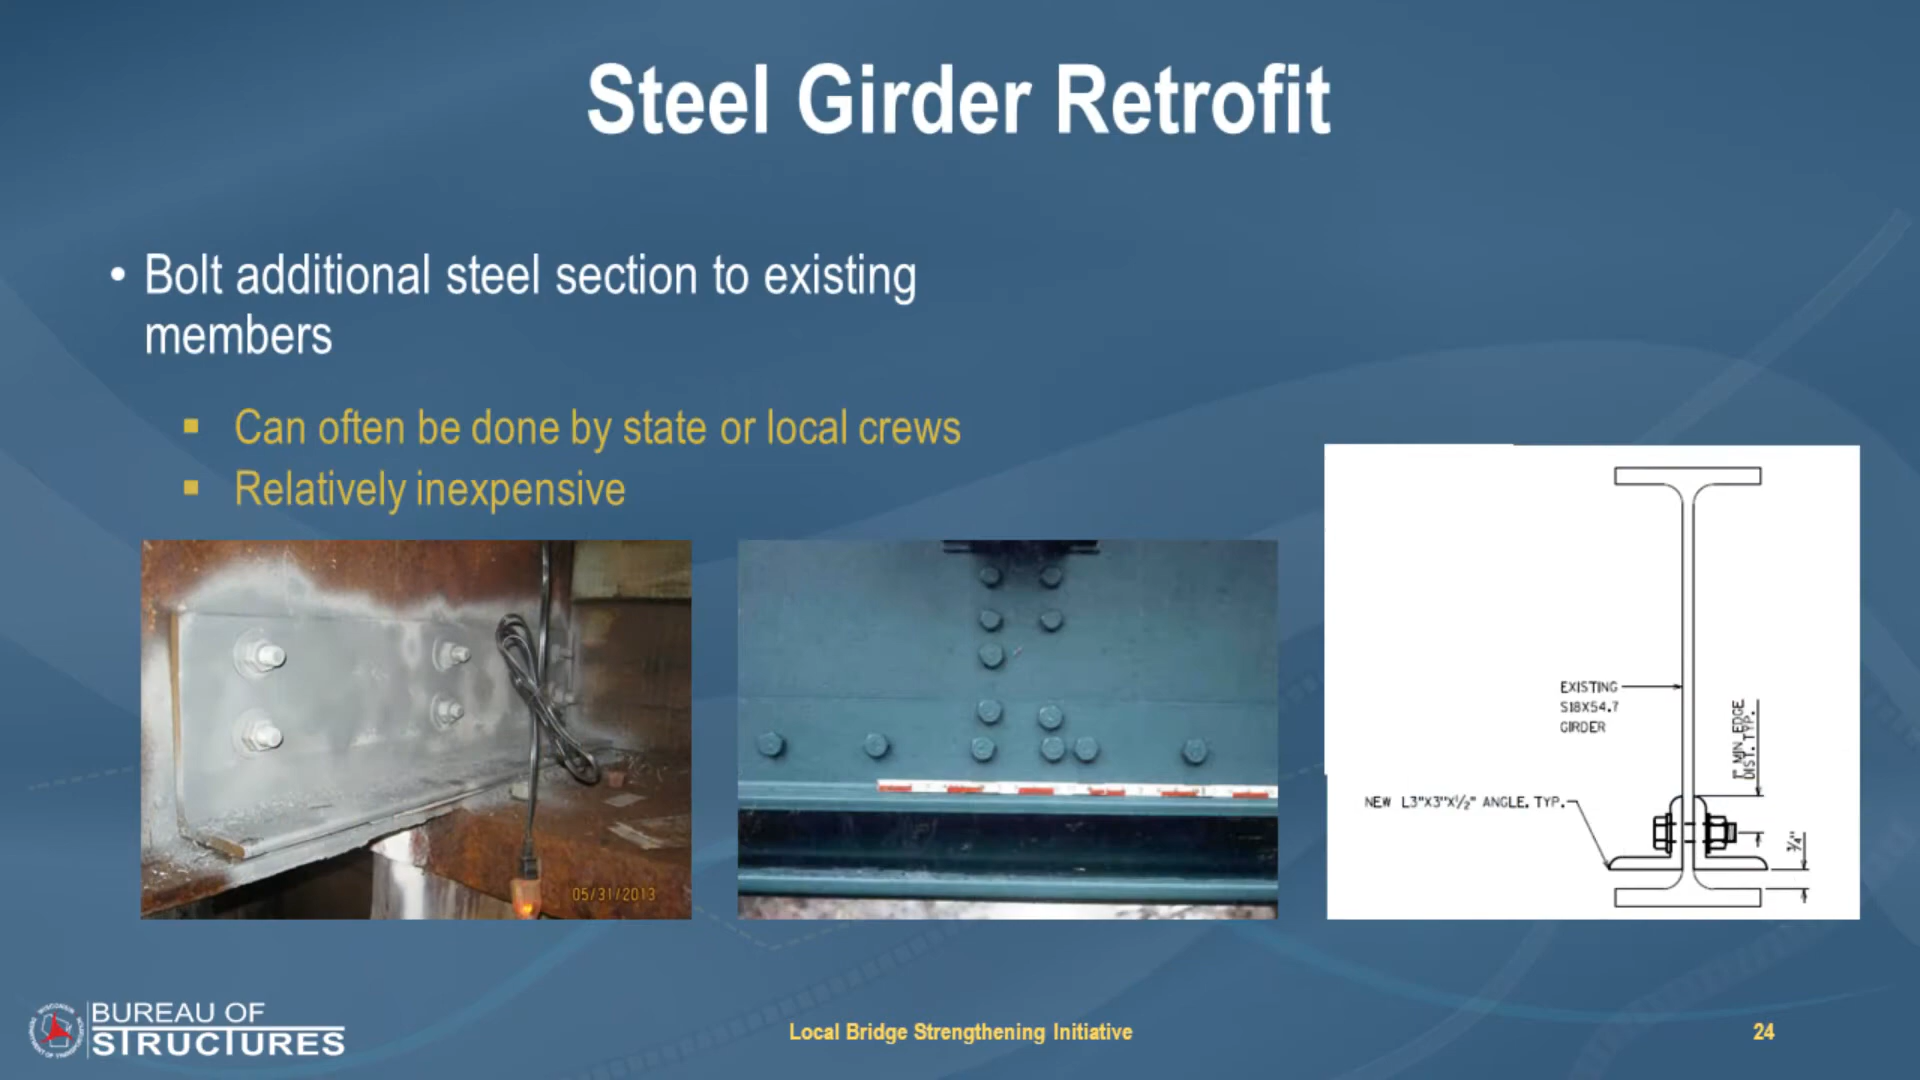 Steel Girder Retrofit
• Bolt additional steel section to existing
members
▪ Can often be done by state or local crews
▪ Relatively inexpensive
05/31/2013
EXISTING
S18X54.7
GIRDER
1" MIN. EDGE
DIST. TYP.
NEW L3"X3"X1/2" ANGLE, TYP.
3/4"
BUREAU OF
STRUCTURES
Local Bridge Strengthening Initiative
24